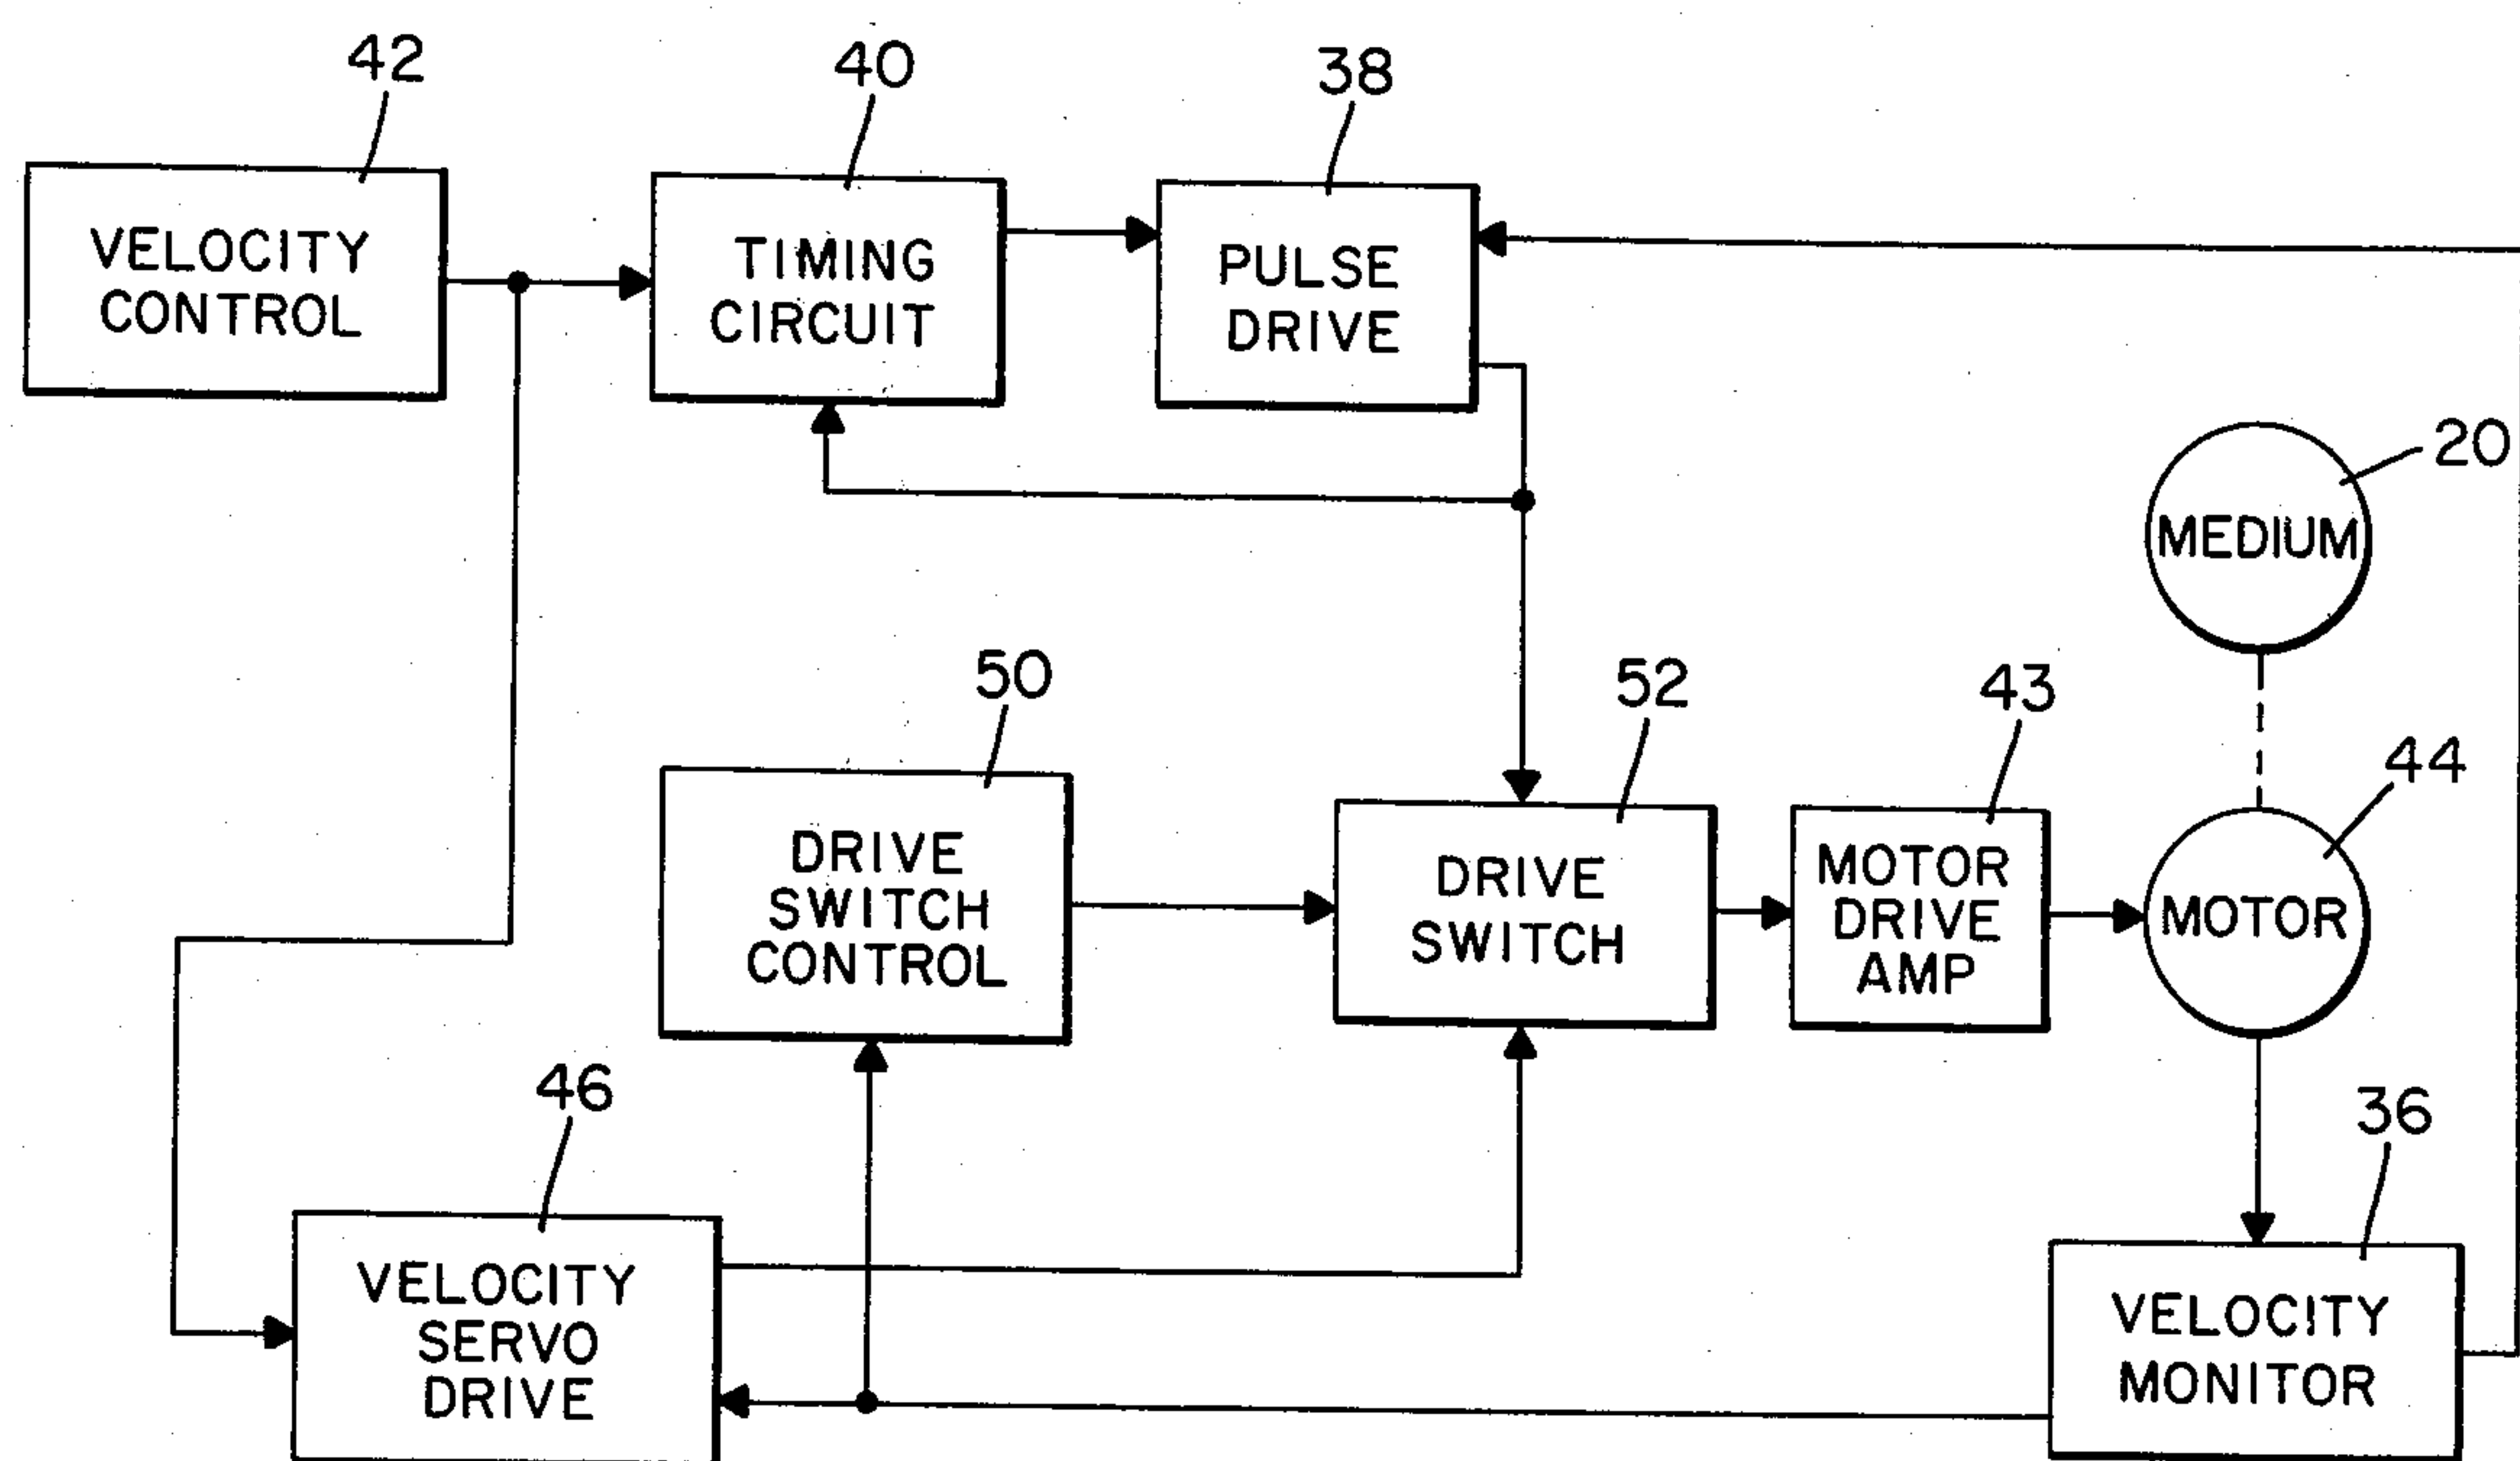 42
40
38
VELOCITY
CONTROL
TIMING
CIRCUIT
PULSE
DRIVE
20
MEDIUM
50
52
43
44
DRIVE
SWITCH
CONTROL
DRIVE
SWITCH
MOTOR
DRIVE
AMP
MOTOR
46
36
VELOCITY
SERVO
DRIVE
VELOCITY
MONITOR